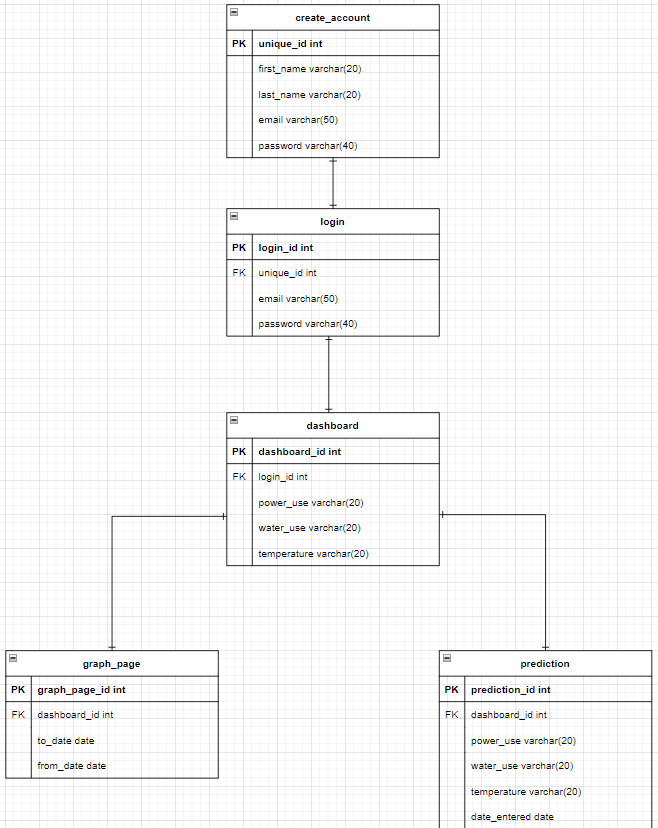 create_account
PK unique_id int
first_name varchar(20)
last_name varchar(20)
email varchar(50)
password varchar(40)
login
PK login_id int
FK unique_id int
email varchar(50)
password varchar(40)
dashboard
PK dashboard_id int
FK login_id int
power_use varchar(20)
water_use varchar(20)
temperature varchar(20)
graph_page
PK graph_page_id int
FK dashboard_id int
to_date date
from_date date
prediction
PK prediction_id int
FK dashboard_id int
power_use varchar(20)
water_use varchar(20)
temperature varchar(20)
date_entered date